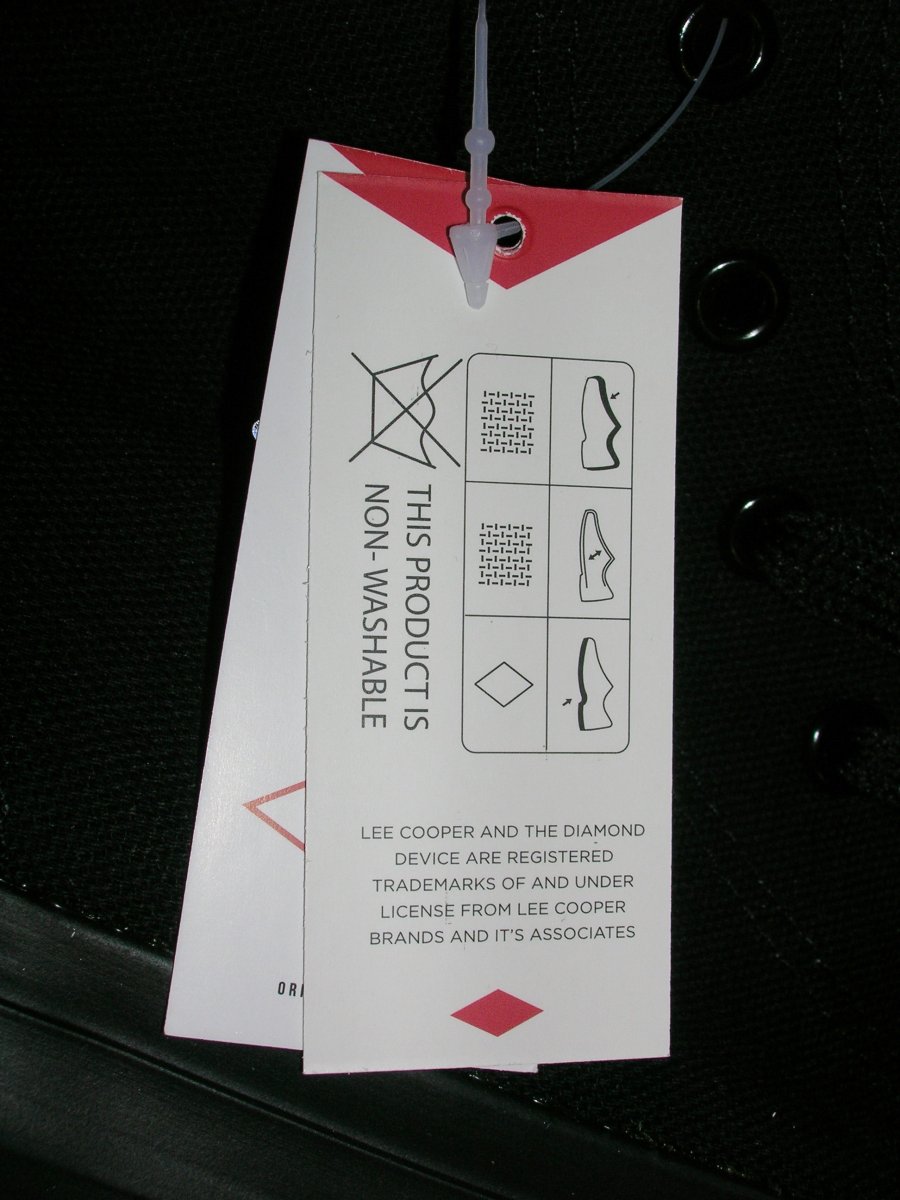 THIS PRODUCT IS
NON-WASHABLE
LEE COOPER AND THE DIAMOND
DEVICE ARE REGISTERED
TRADEMARKS OF AND UNDER
LICENSE FROM LEE COOPER
BRANDS AND IT'S ASSOCIATES